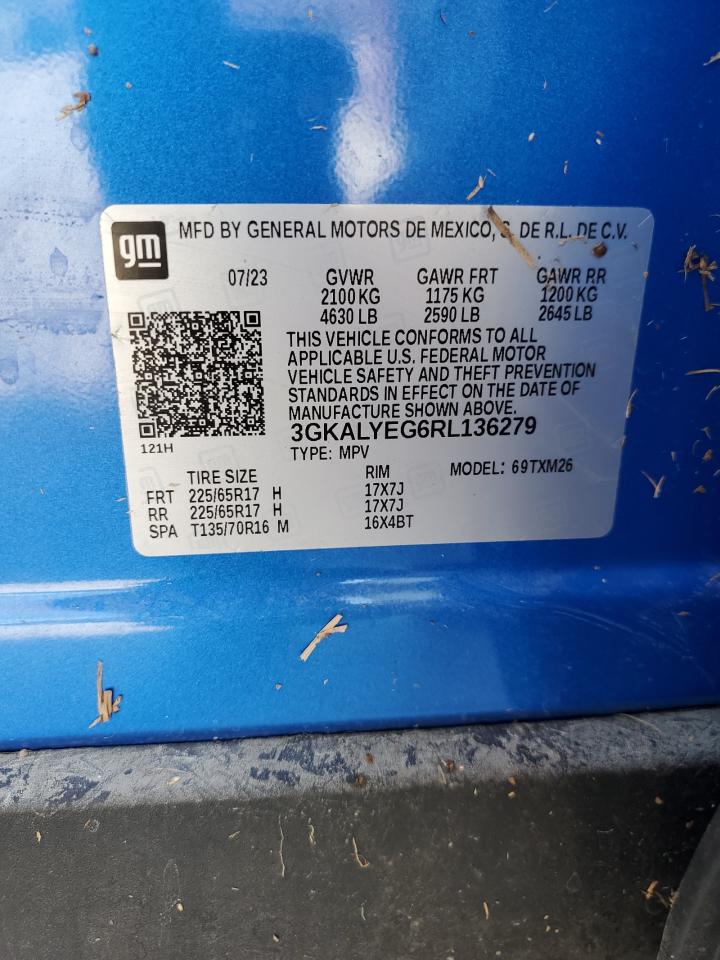 gm
MFD BY GENERAL MOTORS DE MEXICO, S. DE R.L. DE C.V.
07/23 GVWR GAWR FRT GAWR RR
2100 KG 1175 KG 1200 KG
4630 LB 2590 LB 2645 LB
THIS VEHICLE CONFORMS TO ALL
APPLICABLE U.S. FEDERAL MOTOR
VEHICLE SAFETY AND THEFT PREVENTION
STANDARDS IN EFFECT ON THE DATE OF
MANUFACTURE SHOWN ABOVE.
3GKALYEG6RL136279
121H
TYPE: MPV MODEL: 69TXM26
TIRE SIZE RIM
FRT 225/65R17 H 17X7J
RR 225/65R17 H 17X7J
SPA T135/70R16 M 16X4BT